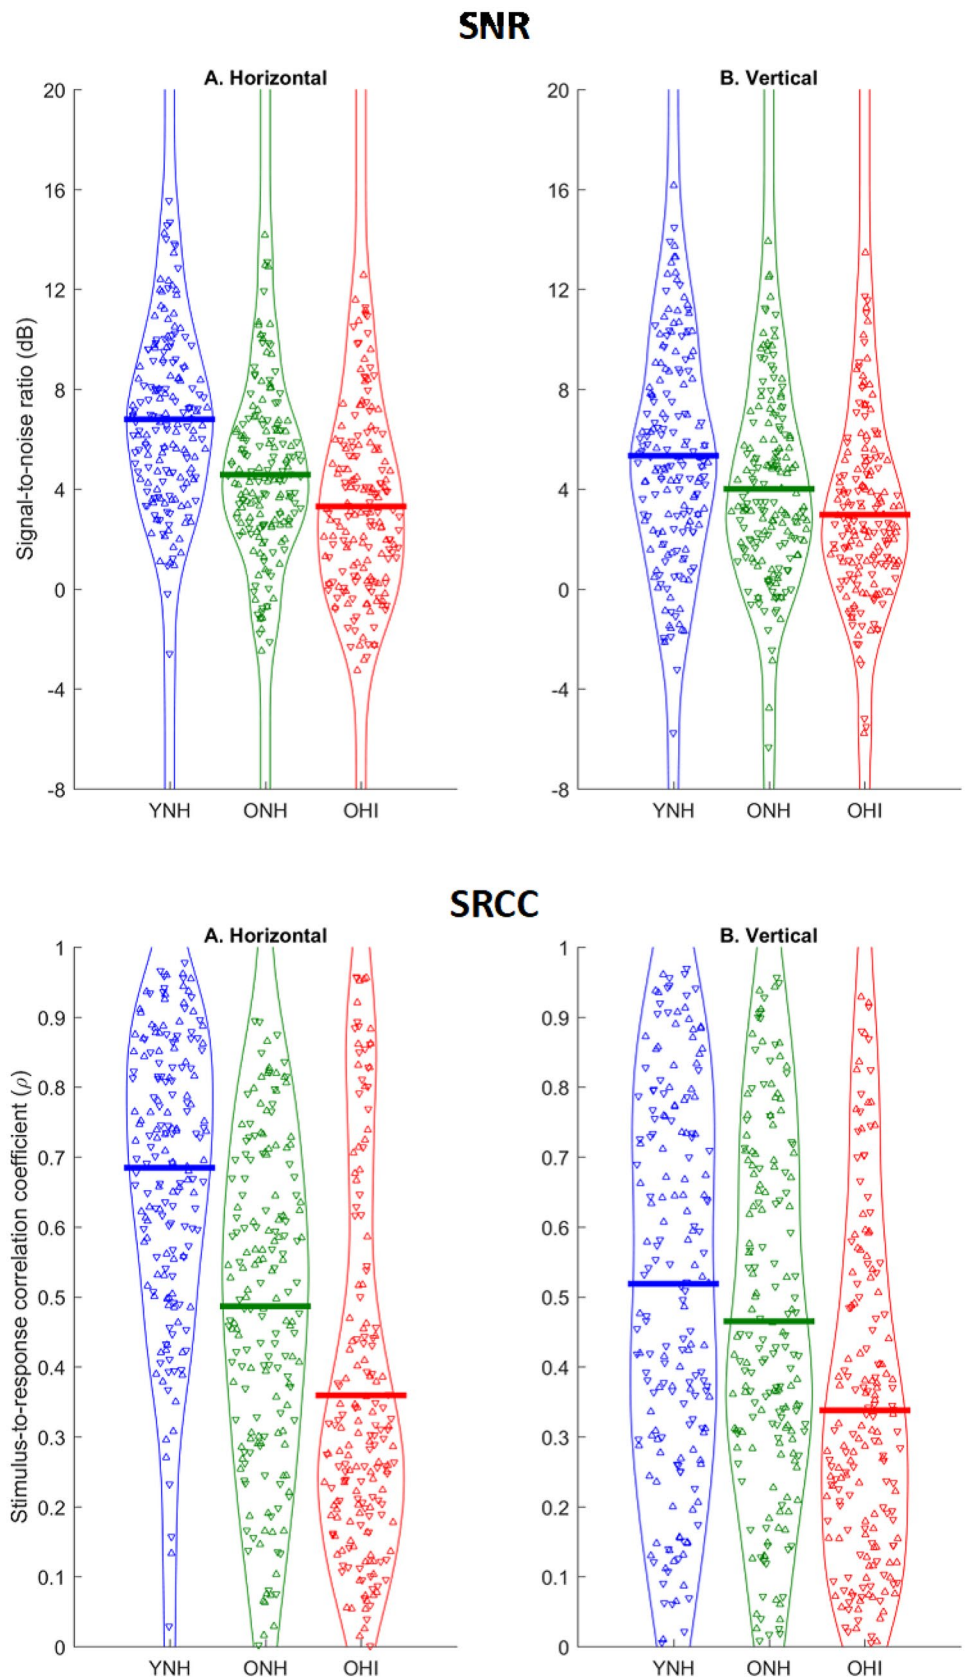 SNR
A. Horizontal
B. Vertical
Signal-to-noise ratio (dB)
20
16
12
8
4
0
-4
-8
YNH
ONH
OHI
20
16
12
8
4
0
-4
-8
YNH
ONH
OHI
SRCC
A. Horizontal
B. Vertical
Stimulus-to-response correlation coefficient (ρ)
1
0.9
0.8
0.7
0.6
0.5
0.4
0.3
0.2
0.1
0
YNH
ONH
OHI
1
0.9
0.8
0.7
0.6
0.5
0.4
0.3
0.2
0.1
0
YNH
ONH
OHI